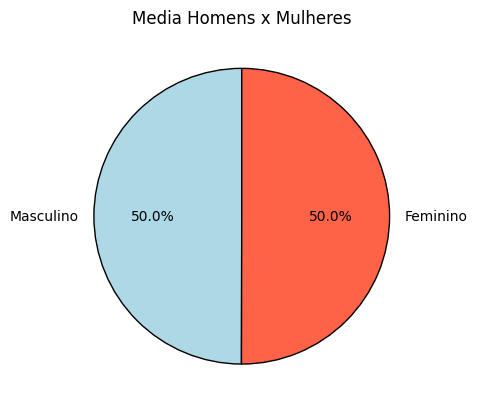 Media Homens x Mulheres
Masculino
50.0%
50.0%
Feminino